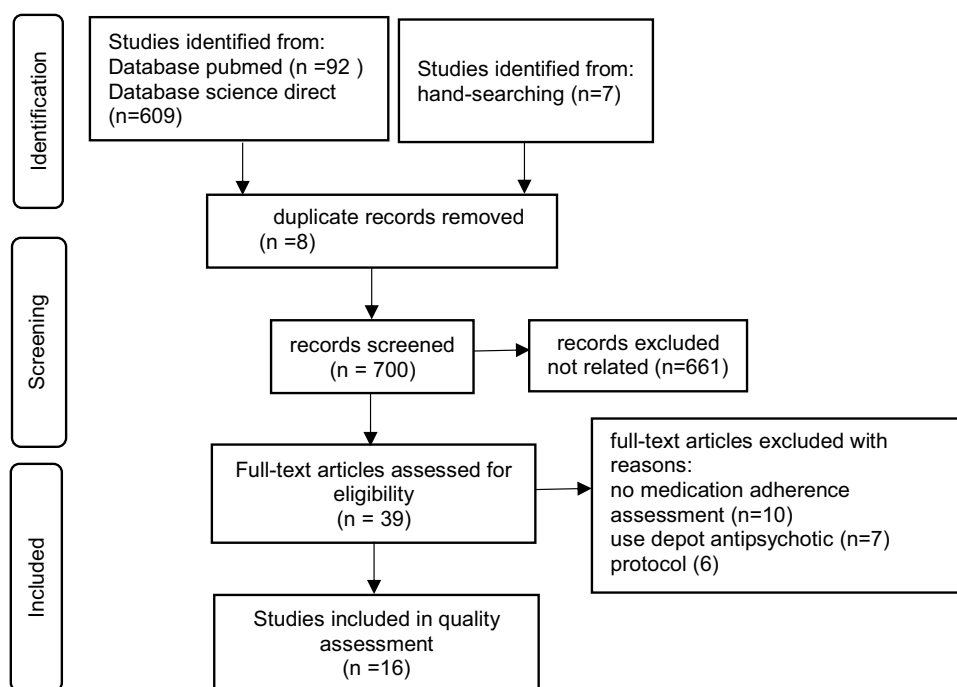 Identification
Studies identified from:
Database pubmed (n =92 )
Database science direct
(n=609)
Studies identified from:
hand-searching (n=7)
duplicate records removed
(n =8)
Screening
records screened
(n = 700)
records excluded
not related (n=661)
Full-text articles assessed for
eligibility
(n = 39)
full-text articles excluded with
reasons:
no medication adherence
assessment (n=10)
use depot antipsychotic (n=7)
protocol (6)
Included
Studies included in quality
assessment
(n =16)